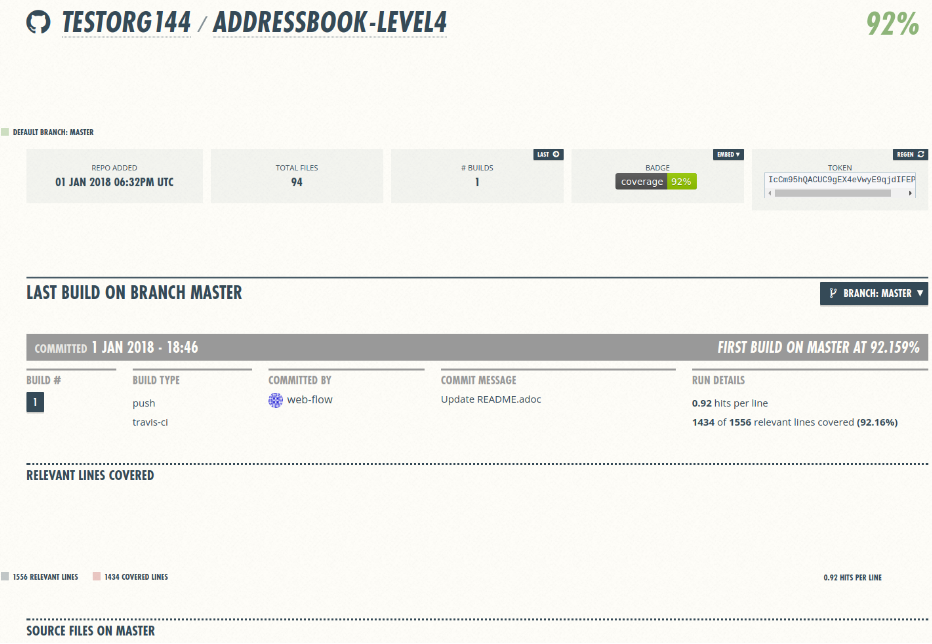 TESTORG144 / ADDRESSBOOK-LEVEL4
92%
DEFAULT BRANCH: MASTER
REPO ADDED
01 JAN 2018 06:32PM UTC
TOTAL FILES
94
LAST
# BUILDS
1
EMBED ▾
BADGE
coverage 92%
REGEN
TOKEN
IcCm95hQACUC9gEX4eVwyE9qjdIFEP
LAST BUILD ON BRANCH MASTER
BRANCH: MASTER ▼
COMMITTED 1 JAN 2018 - 18:46
FIRST BUILD ON MASTER AT 92.159%
BUILD #
1
BUILD TYPE
push
travis-ci
COMMITTED BY
web-flow
COMMIT MESSAGE
Update README.adoc
RUN DETAILS
0.92 hits per line
1434 of 1556 relevant lines covered (92.16%)
RELEVANT LINES COVERED
1556 RELEVANT LINES
1434 COVERED LINES
0.92 HITS PER LINE
SOURCE FILES ON MASTER